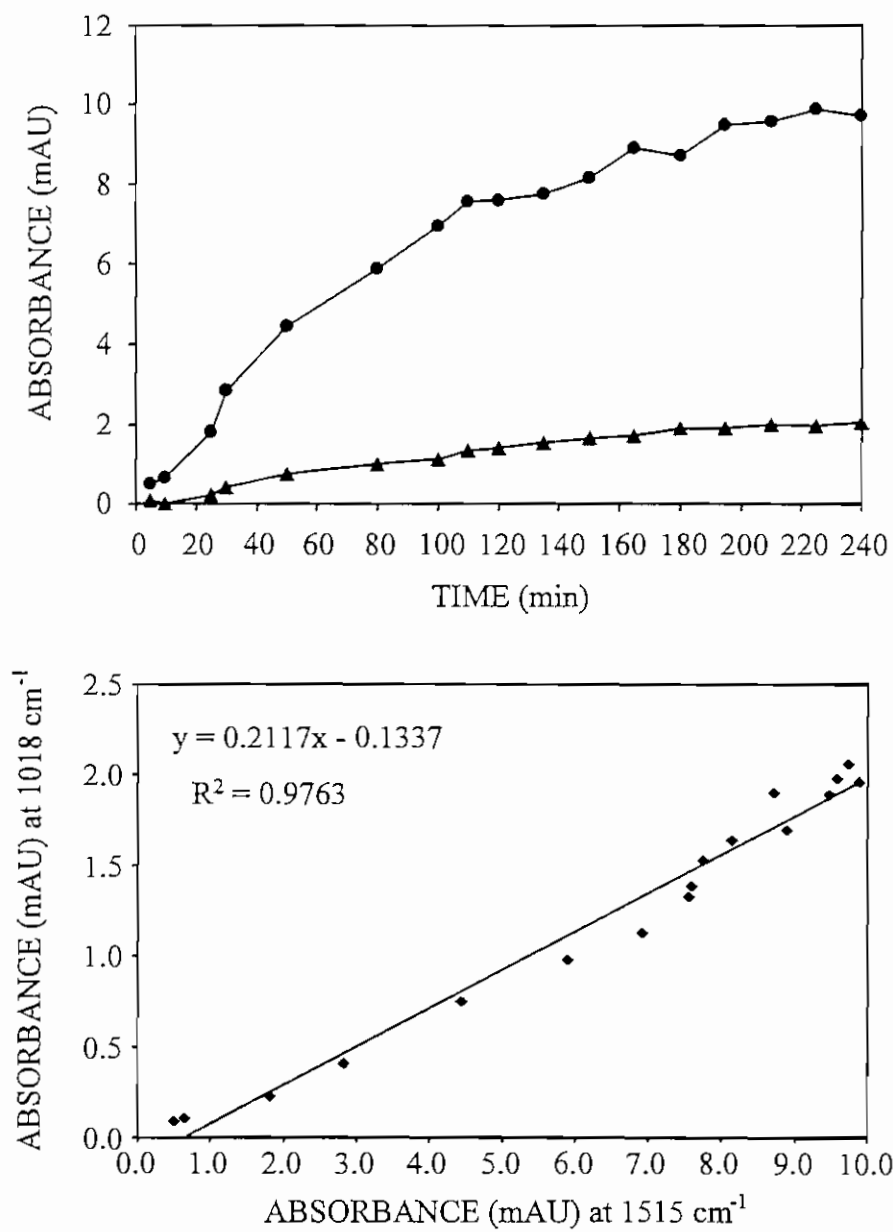 12
10
8
6
4
2
0
ABSORBANCE (mAU)
0 20 40 60 80 100 120 140 160 180 200 220 240
TIME (min)
2.5
2.0
1.5
1.0
0.5
0.0
ABSORBANCE (mAU) at 1018 cm⁻¹
y = 0.2117x - 0.1337
R² = 0.9763
0.0 1.0 2.0 3.0 4.0 5.0 6.0 7.0 8.0 9.0 10.0
ABSORBANCE (mAU) at 1515 cm⁻¹